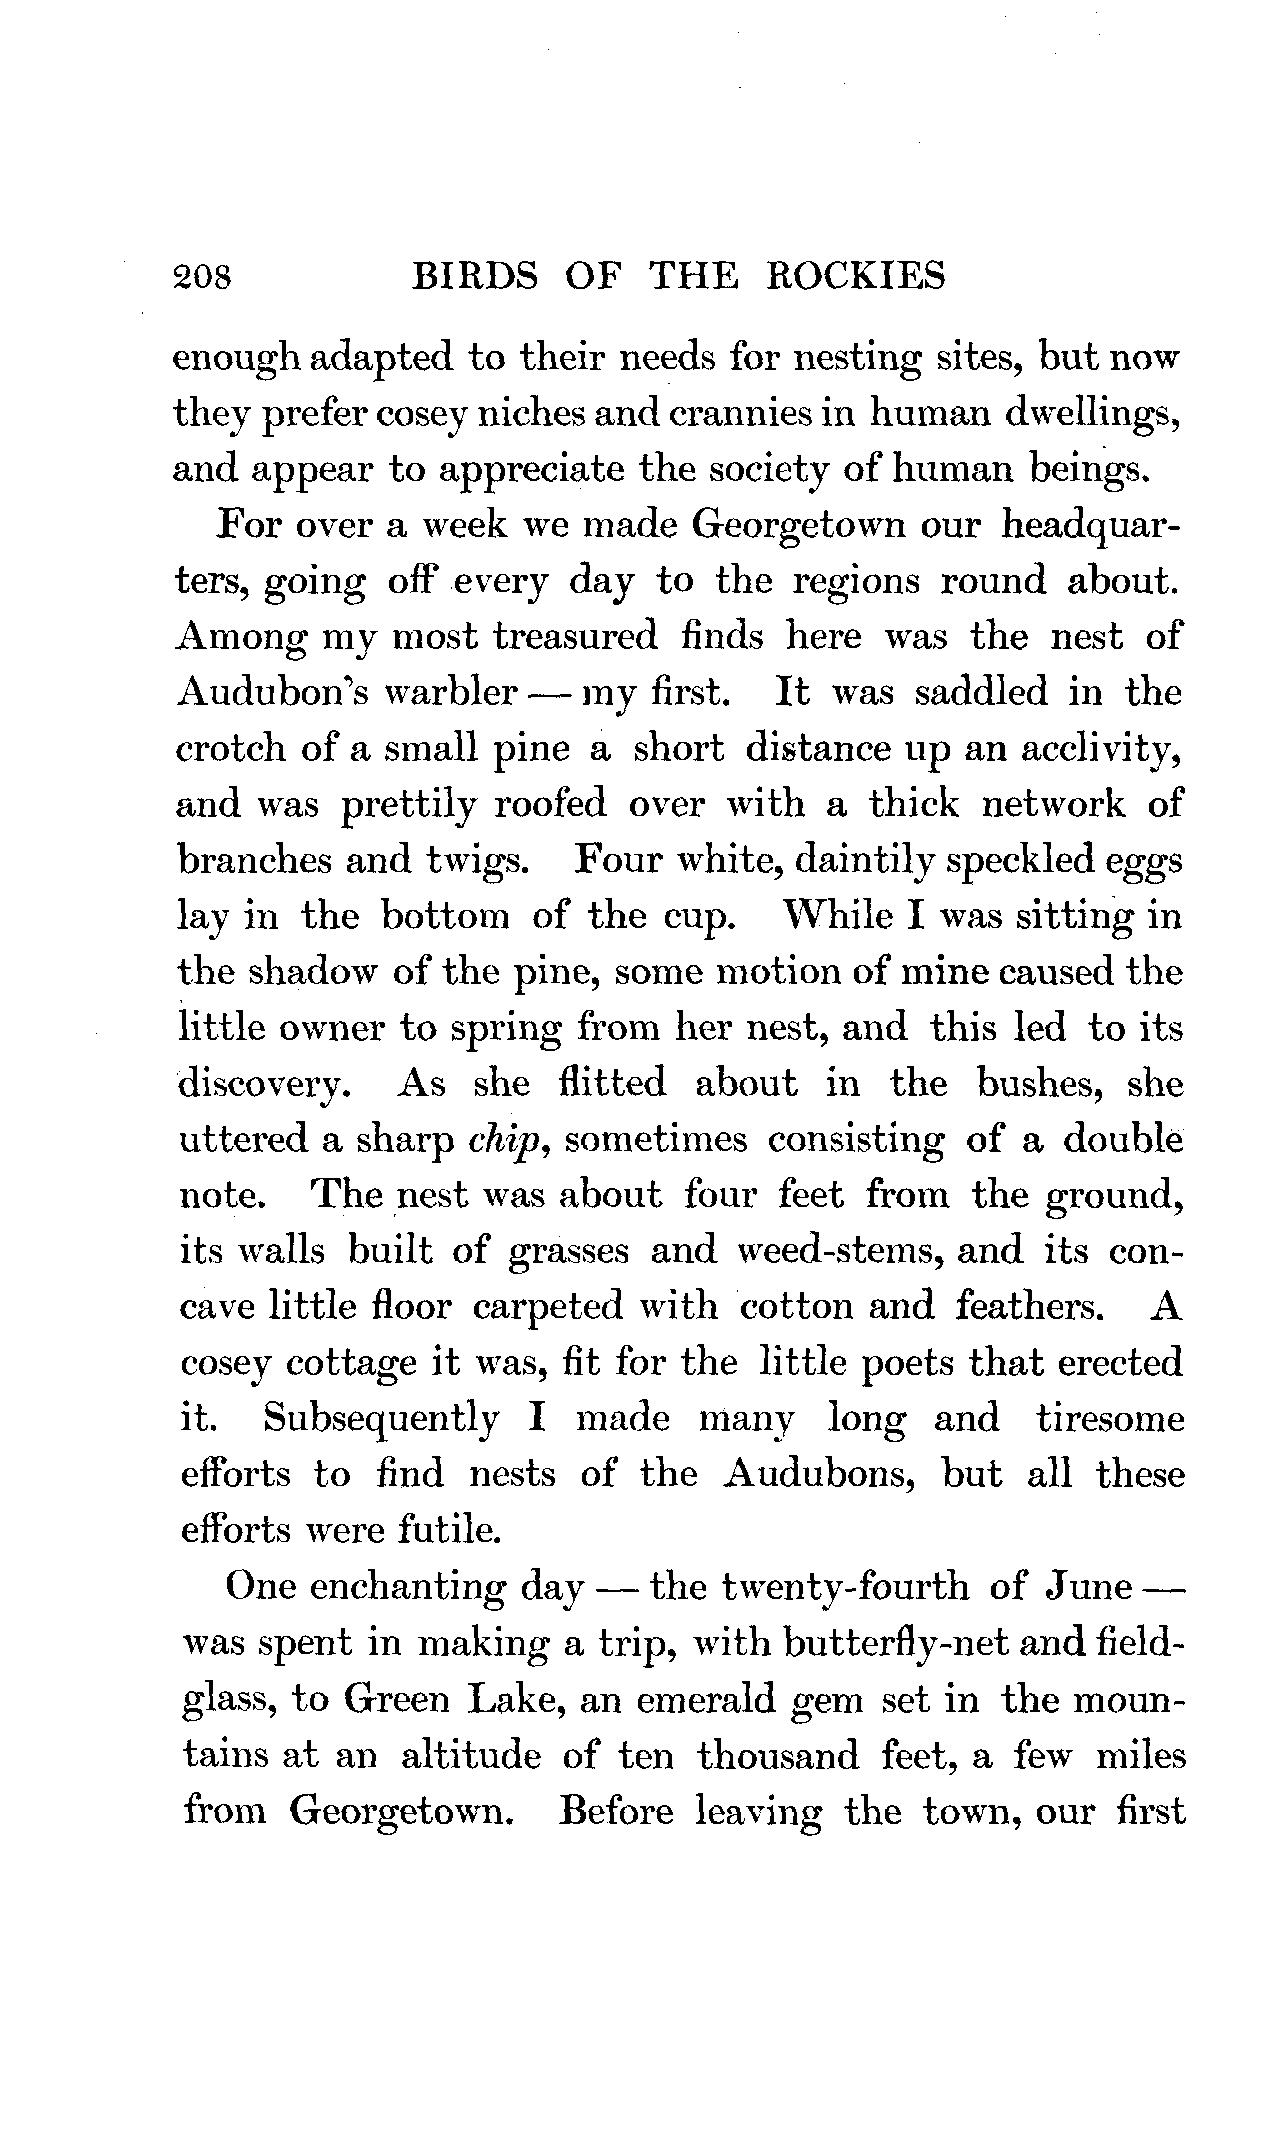 208 BIRDS OF THE ROCKIES
enough adapted to their needs for nesting sites, but now
they prefer cosey niches and crannies in human dwellings,
and appear to appreciate the society of human beings.
For over a week we made Georgetown our headquar-
ters, going off every day to the regions round about.
Among my most treasured finds here was the nest of
Audubon's warbler — my first. It was saddled in the
crotch of a small pine a short distance up an acclivity,
and was prettily roofed over with a thick network of
branches and twigs. Four white, daintily speckled eggs
lay in the bottom of the cup. While I was sitting in
the shadow of the pine, some motion of mine caused the
little owner to spring from her nest, and this led to its
discovery. As she flitted about in the bushes, she
uttered a sharp chip, sometimes consisting of a double
note. The nest was about four feet from the ground,
its walls built of grasses and weed-stems, and its con-
cave little floor carpeted with cotton and feathers. A
cosey cottage it was, fit for the little poets that erected
it. Subsequently I made many long and tiresome
efforts to find nests of the Audubons, but all these
efforts were futile.
One enchanting day — the twenty-fourth of June —
was spent in making a trip, with butterfly-net and field-
glass, to Green Lake, an emerald gem set in the moun-
tains at an altitude of ten thousand feet, a few miles
from Georgetown. Before leaving the town, our first